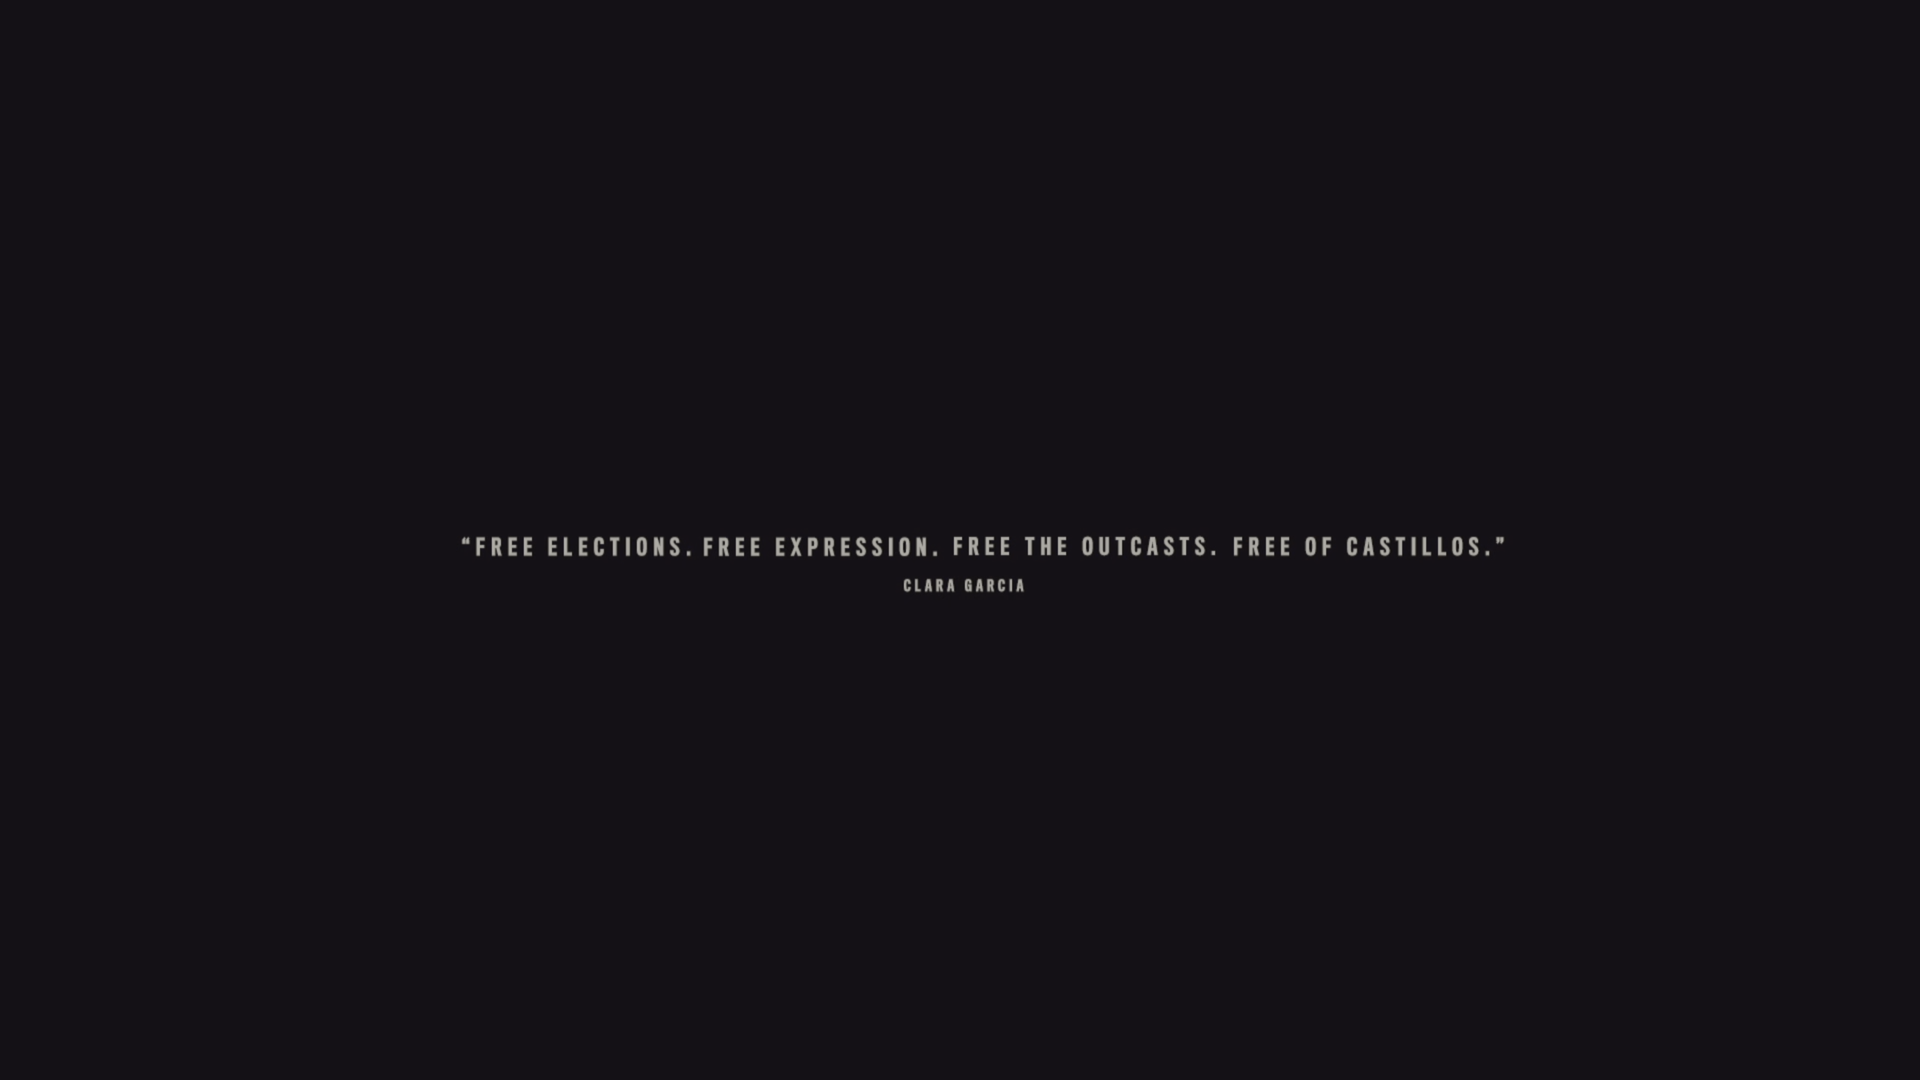 “FREE ELECTIONS. FREE EXPRESSION. FREE THE OUTCASTS. FREE OF CASTILLOS.”
CLARA GARCIA